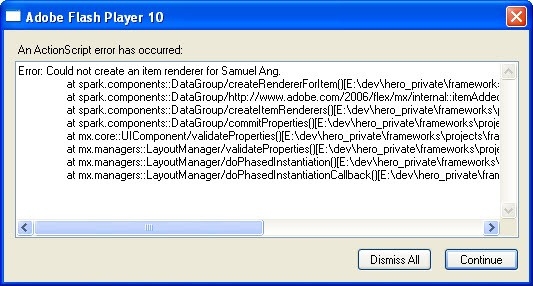 Adobe Flash Player 10
An ActionScript error has occurred:
Error: Could not create an item renderer for Samuel Ang.
at spark.components::DataGroup/createRendererForItem()[E:\dev\hero_private\frameworks
at spark.components::DataGroup/http://www.adobe.com/2006/flex/mx/internal::itemAdded
at spark.components::DataGroup/createItemRenderers()[E:\dev\hero_private\frameworks\
at spark.components::DataGroup/commitProperties()[E:\dev\hero_private\frameworks\proje
at mx.core::UIComponent/validateProperties()[E:\dev\hero_private\frameworks\projects\fra
at mx.managers::LayoutManager/validateProperties()[E:\dev\hero_private\frameworks\proje
at mx.managers::LayoutManager/doPhasedInstantiation()[E:\dev\hero_private\frameworks\
at mx.managers::LayoutManager/doPhasedInstantiationCallback()[E:\dev\hero_private\fran
Dismiss All
Continue